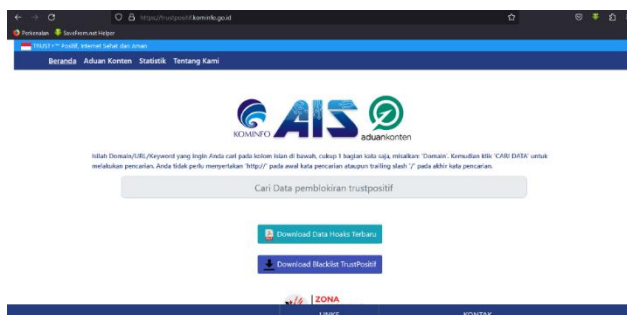 https://trustpositif.kominfo.go.id
Perkenalan SaveFrom.net Helper
TRUST+™ Positif, Internet Sehat dan Aman
Beranda Aduan Konten Statistik Tentang Kami
KOMINFO AIS aduankonten
Isilah Domain/URL/Keyword yang ingin Anda cari pada kolom isian di bawah, cukup 1 bagian kata saja, misalkan: 'Domain'. Kemudian klik 'CARI DATA' untuk
melakukan pencarian. Anda tidak perlu menyertakan 'http://' pada awal kata pencarian ataupun trailing slash '/' pada akhir kata pencarian.
Cari Data pemblokiran trustpositif
Download Data Hoaks Terbaru
Download Blacklist TrustPositif
ZONA
LINKS KONTAK